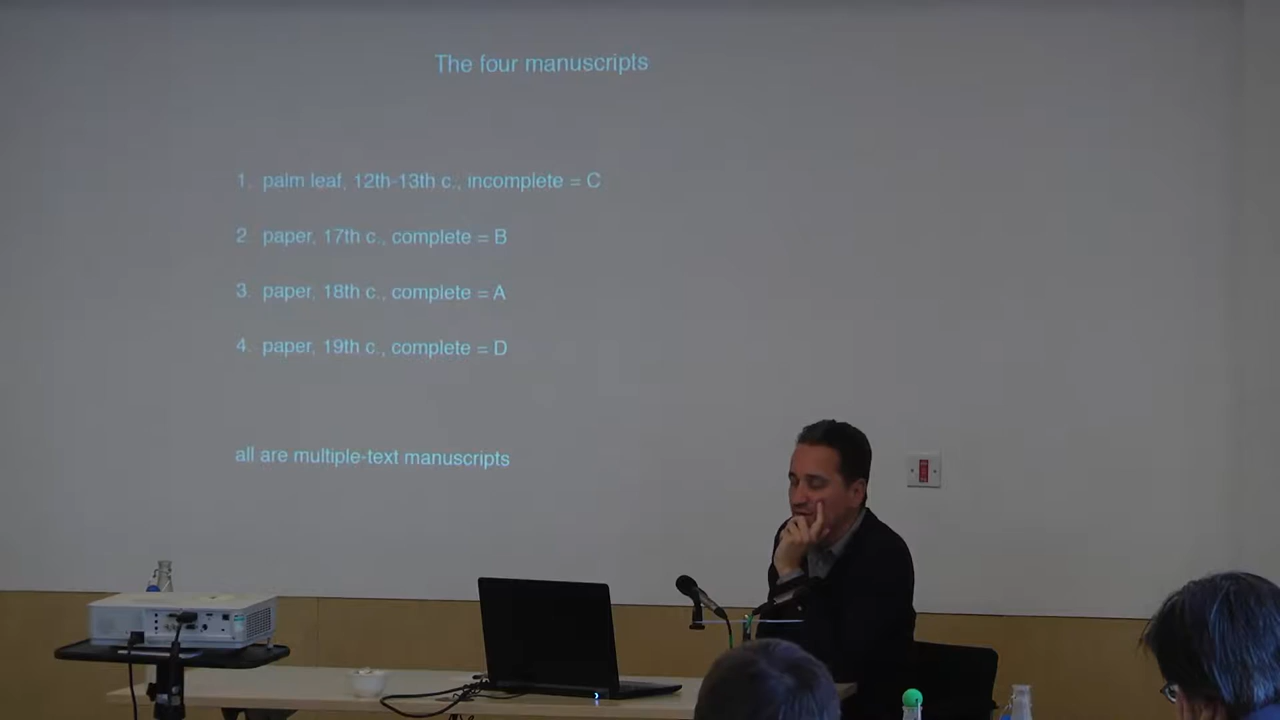 The four manuscripts
1. palm leaf, 12th-13th c., incomplete = C
2. paper, 17th c., complete = B
3. paper, 18th c., complete = A
4. paper, 19th c., complete = D
all are multiple-text manuscripts